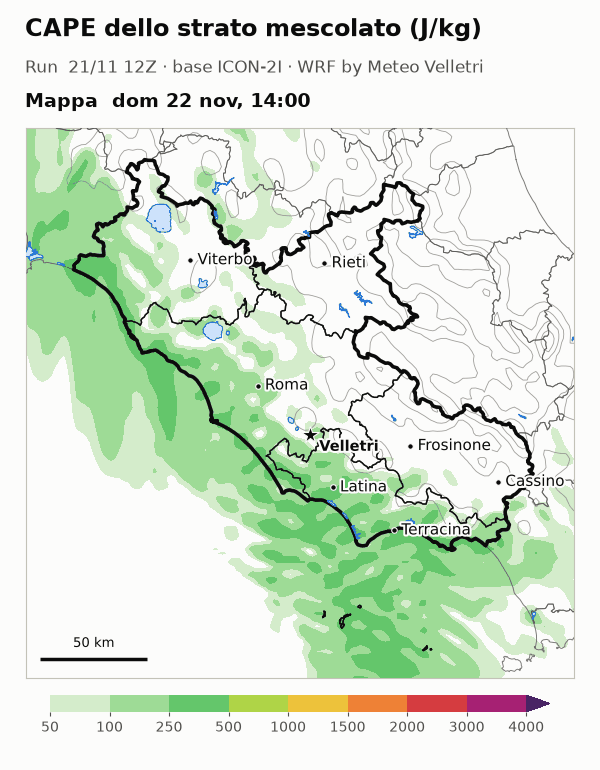 CAPE dello strato mescolato (J/kg)
Run  21/11 12Z · base ICON-2I · WRF by Meteo Velletri
Mappa  dom 22 nov, 14:00
Viterbo
Rieti
Roma
Velletri
Frosinone
Cassino
Latina
Terracina
50 km
50 100 250 500 1000 1500 2000 3000 4000